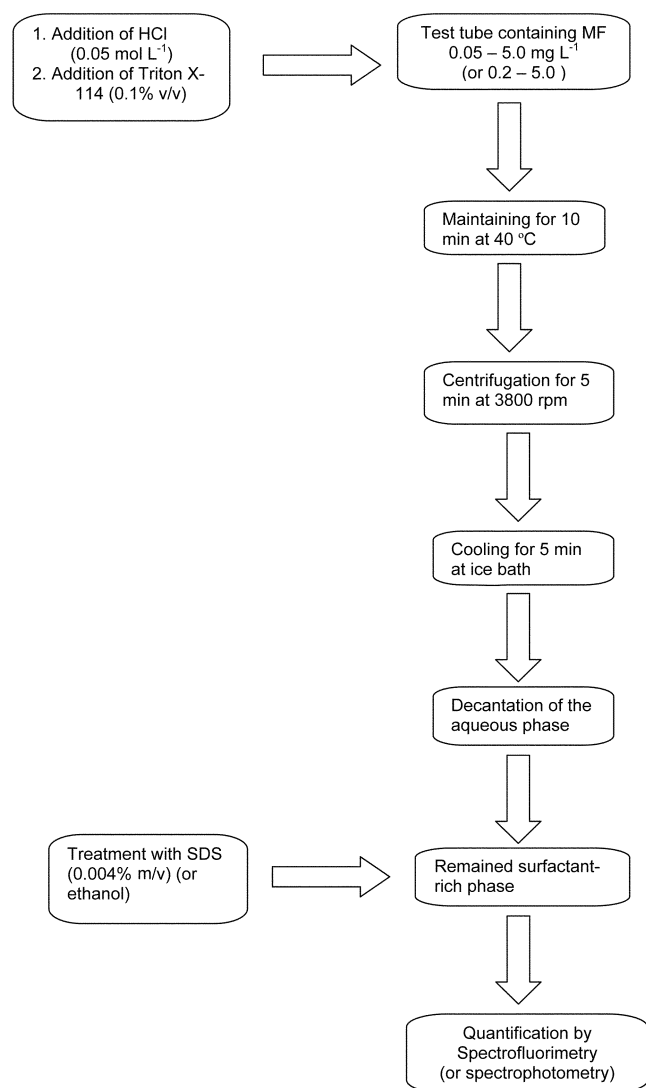 1. Addition of HCl
(0.05 mol L⁻¹)
2. Addition of Triton X-
114 (0.1% v/v)
Test tube containing MF
0.05 – 5.0 mg L⁻¹
(or 0.2 – 5.0 )
Maintaining for 10
min at 40 °C
Centrifugation for 5
min at 3800 rpm
Cooling for 5 min
at ice bath
Decantation of the
aqueous phase
Treatment with SDS
(0.004% m/v) (or
ethanol)
Remained surfactant-
rich phase
Quantification by
Spectrofluorimetry
(or spectrophotometry)